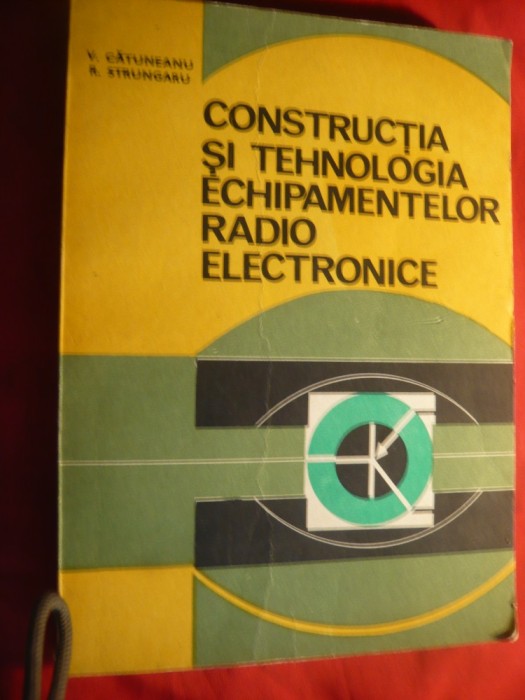 V. CĂTUNEANU
R. STRUNGARU
CONSTRUCȚIA
ȘI TEHNOLOGIA
ECHIPAMENTELOR
RADIO
ELECTRONICE